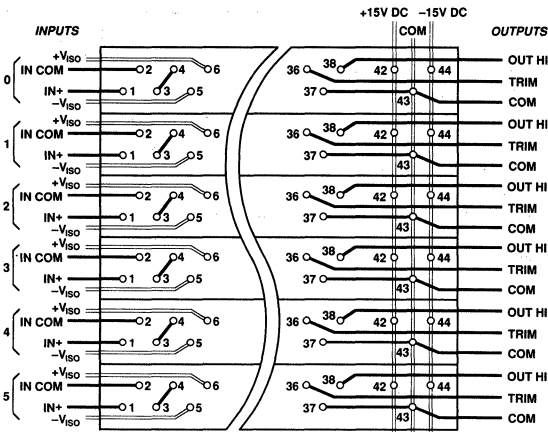 +15V DC −15V DC
INPUTS COM OUTPUTS
+VISO 38 OUT HI
0 IN COM 2 4 6 36 42 44 TRIM
IN+ 1 3 5 37 43 COM
−VISO
+VISO 38 OUT HI
1 IN COM 2 4 6 36 42 44 TRIM
IN+ 1 3 5 37 43 COM
−VISO
+VISO 38 OUT HI
2 IN COM 2 4 6 36 42 44 TRIM
IN+ 1 3 5 37 43 COM
−VISO
+VISO 38 OUT HI
3 IN COM 2 4 6 36 42 44 TRIM
IN+ 1 3 5 37 43 COM
−VISO
+VISO 38 OUT HI
4 IN COM 2 4 6 36 42 44 TRIM
IN+ 1 3 5 37 43 COM
−VISO
+VISO 38 OUT HI
5 IN COM 2 4 6 36 42 44 TRIM
IN+ 1 3 5 37 43 COM
−VISO